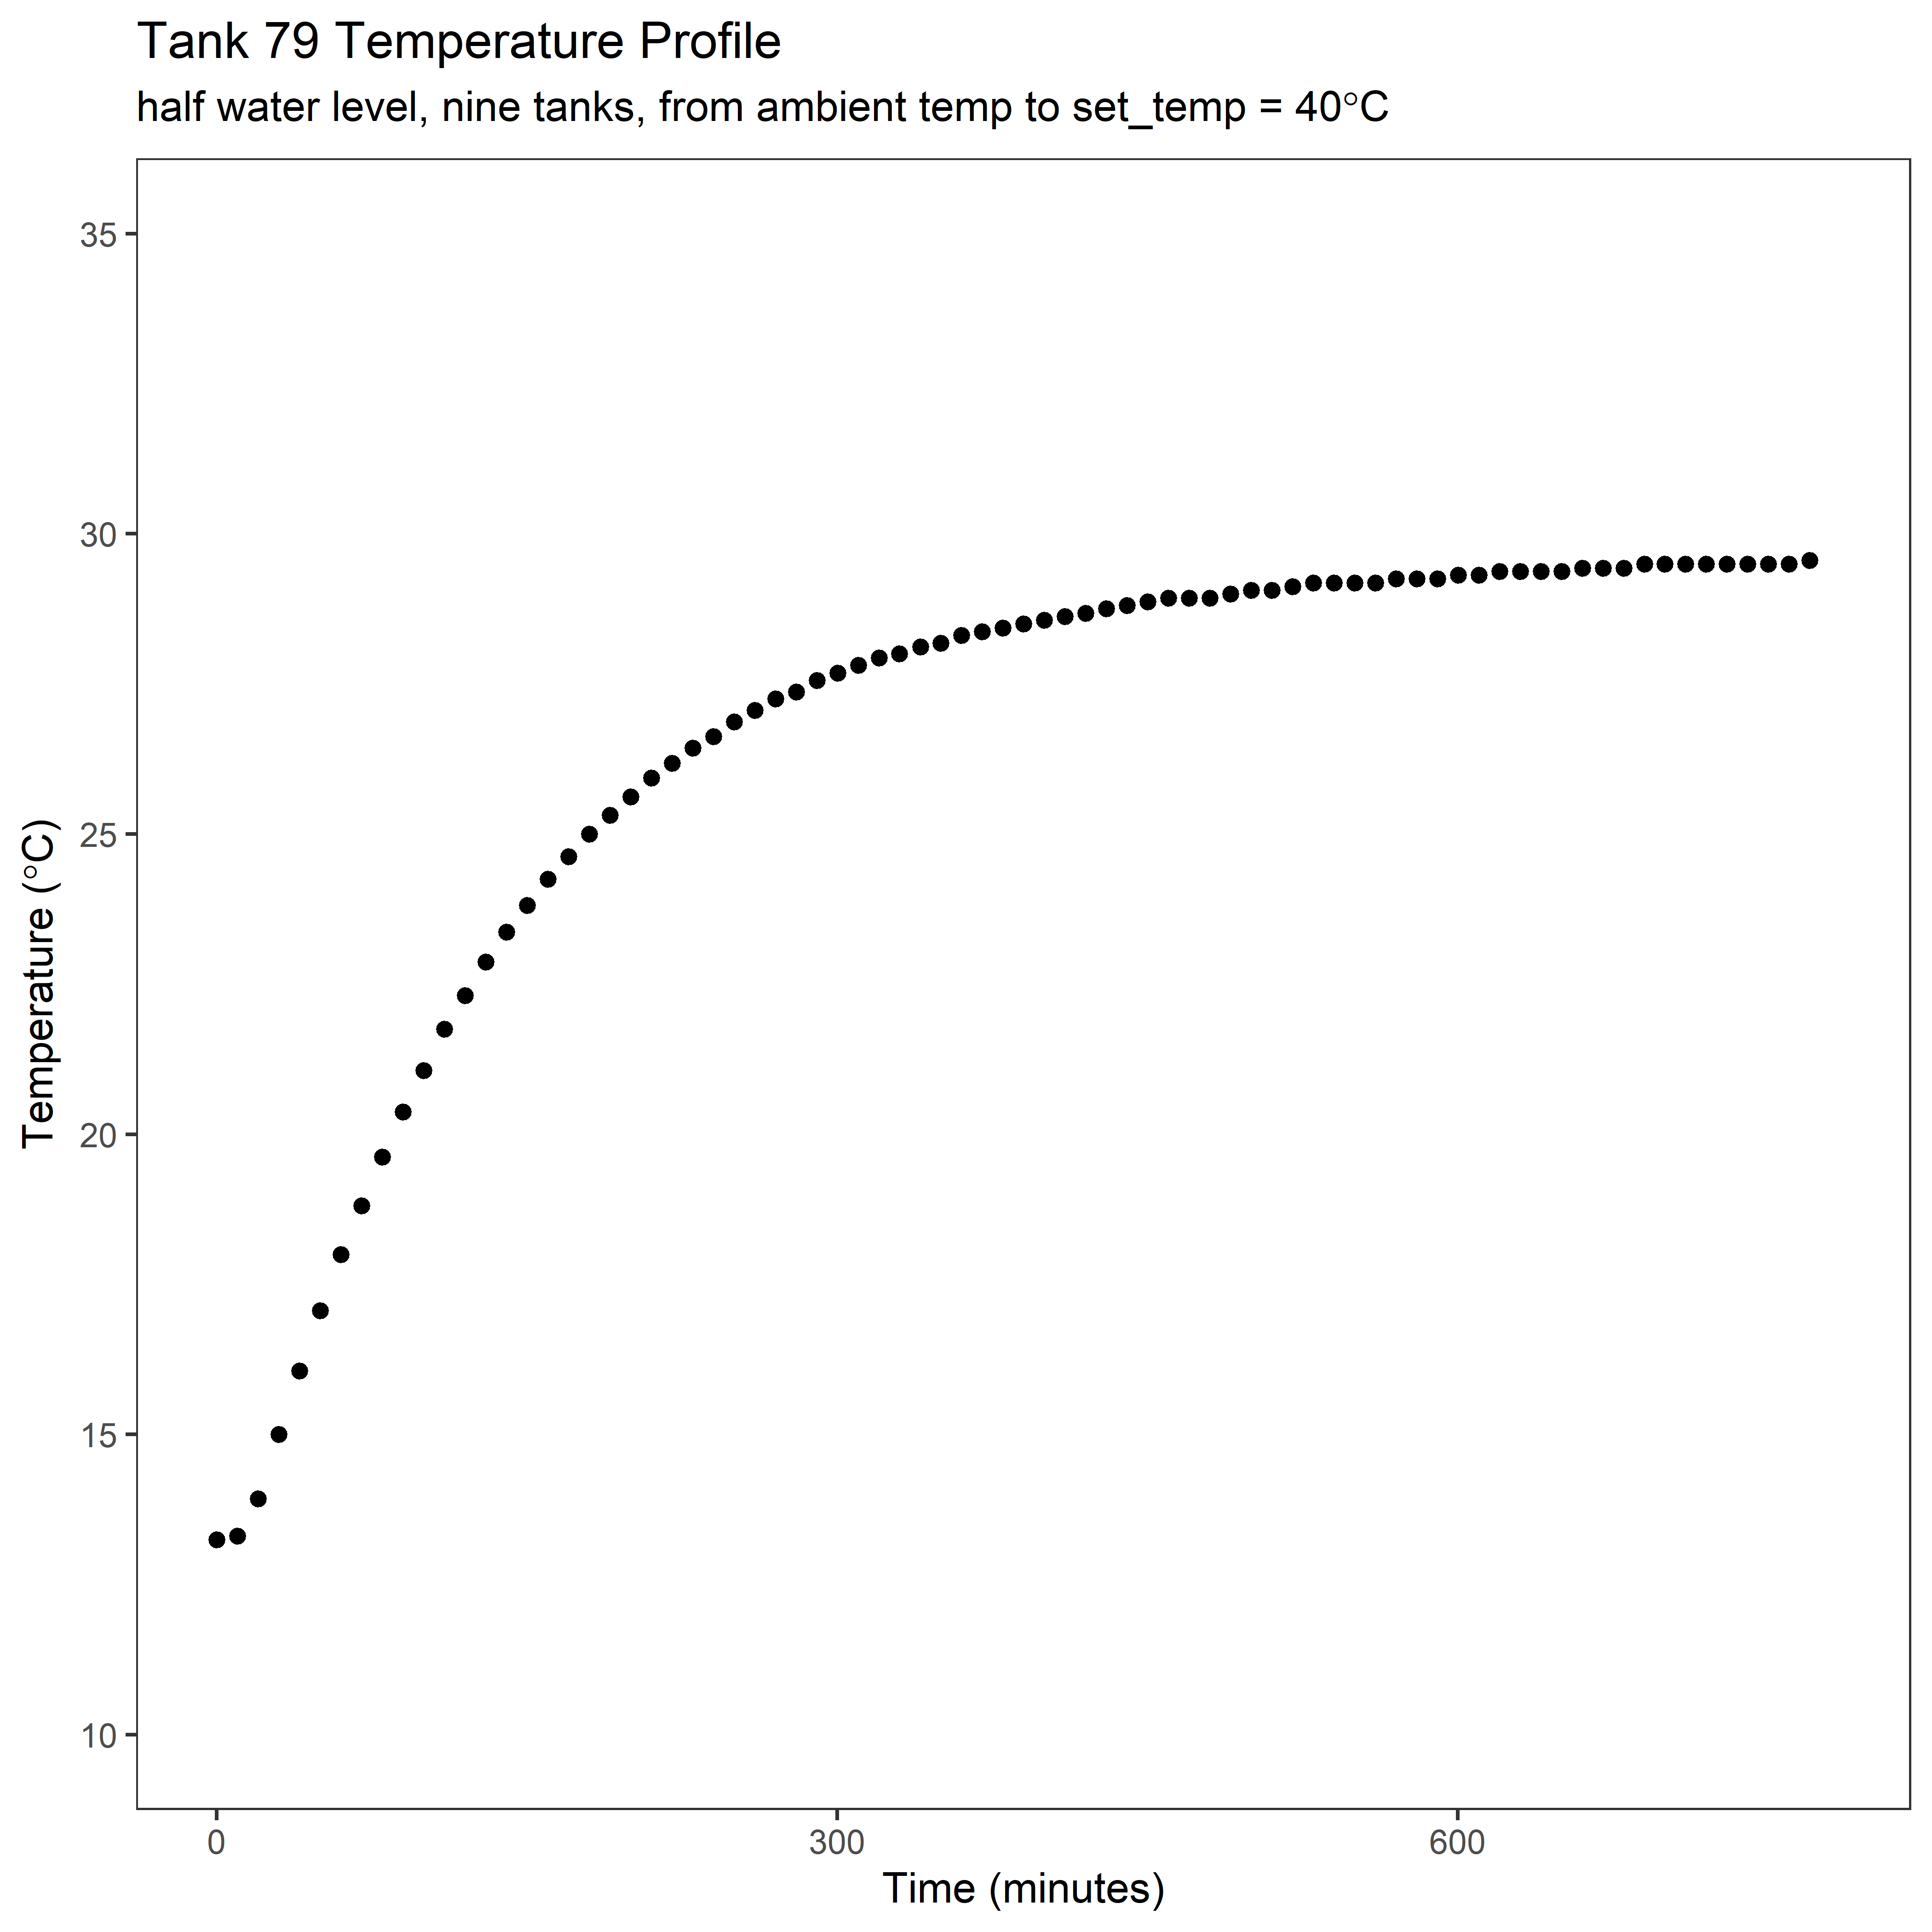 Tank 79 Temperature Profile
half water level, nine tanks, from ambient temp to set_temp = 40°C
35
30
25
20
15
10
Temperature (°C)
0 300 600
Time (minutes)